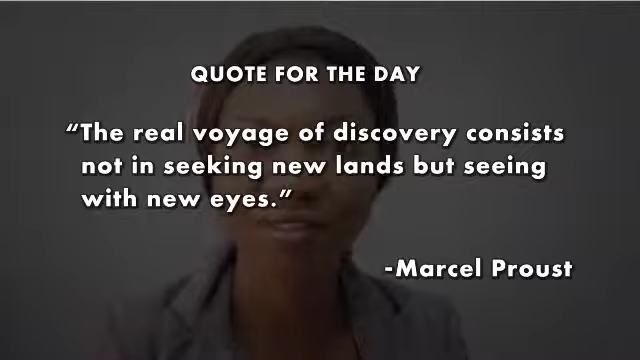 QUOTE FOR THE DAY
“The real voyage of discovery consists
not in seeking new lands but seeing
with new eyes.”
-Marcel Proust